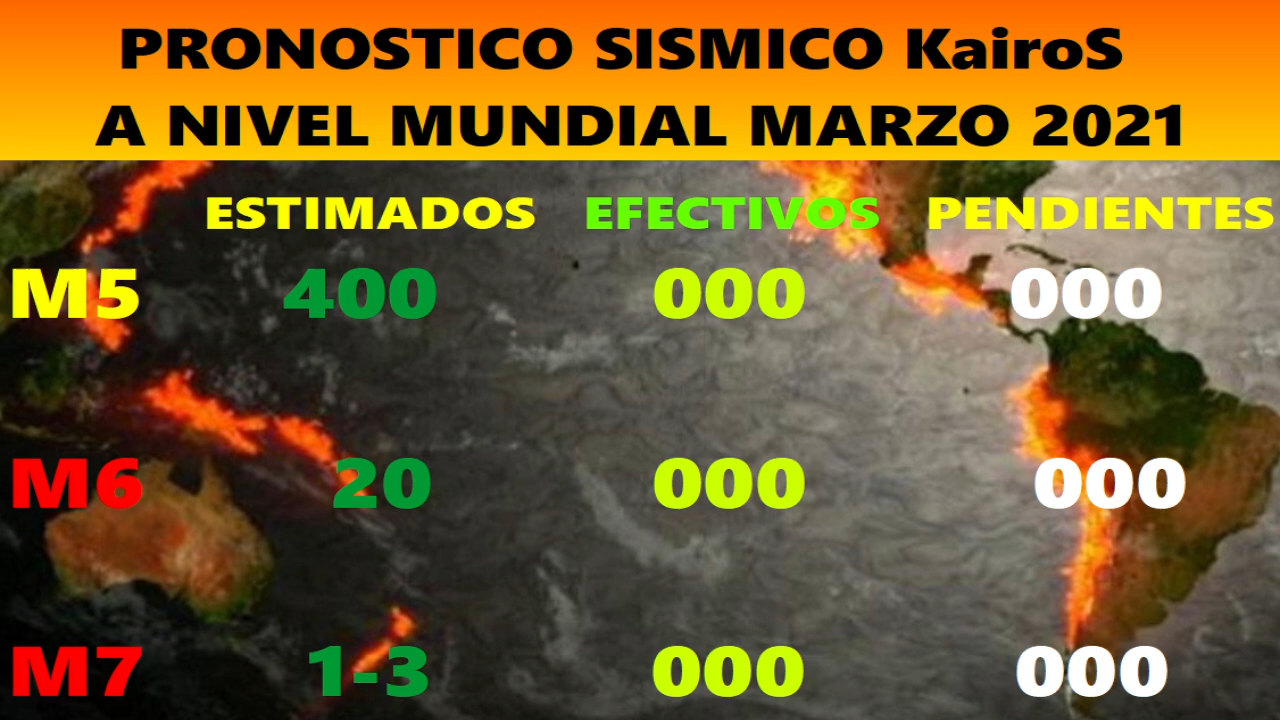 PRONOSTICO SISMICO KairoS
A NIVEL MUNDIAL MARZO 2021
ESTIMADOS EFECTIVOS PENDIENTES
M5 400 000 000
M6 20 000 000
M7 1-3 000 000